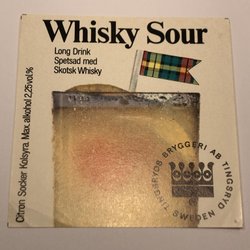 Whisky Sour
Long Drink
Spetsad med
Skotsk Whisky
Citron Socker Kolsyra. Max. alkohol 2,25 vol.%
TINGSRYDS BRYGGERI AB TINGSRYD
SWEDEN